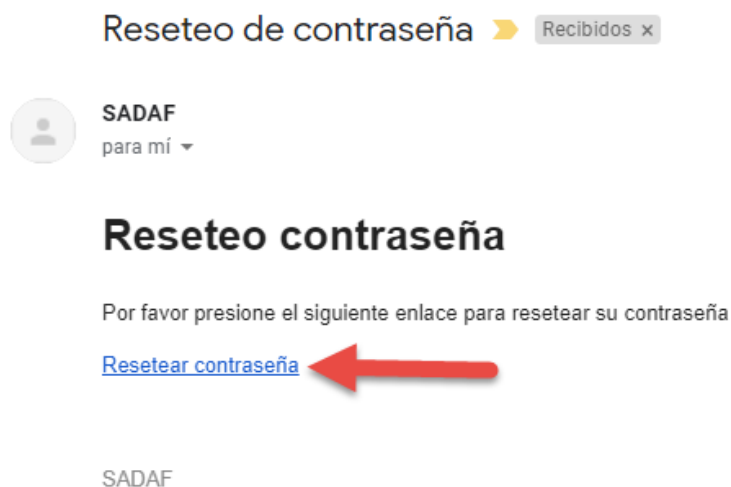 Reseteo de contraseña Recibidos x
SADAF
para mí
Reseteo contraseña
Por favor presione el siguiente enlace para resetear su contraseña
Resetear contraseña
SADAF